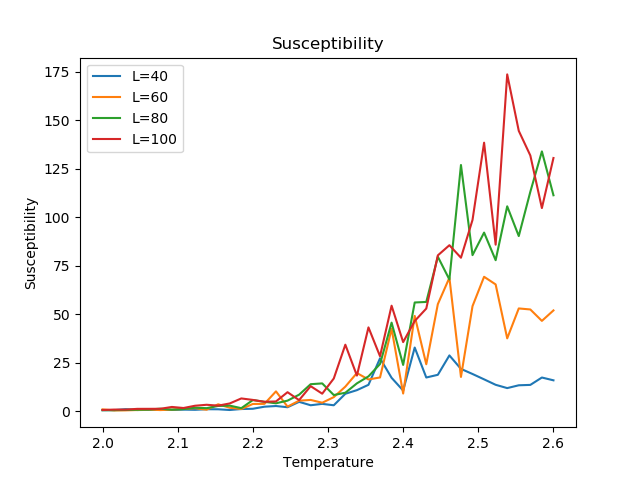 Susceptibility
L=40
L=60
L=80
L=100
175
150
125
100
75
50
25
0
Susceptibility
2.0 2.1 2.2 2.3 2.4 2.5 2.6
Temperature